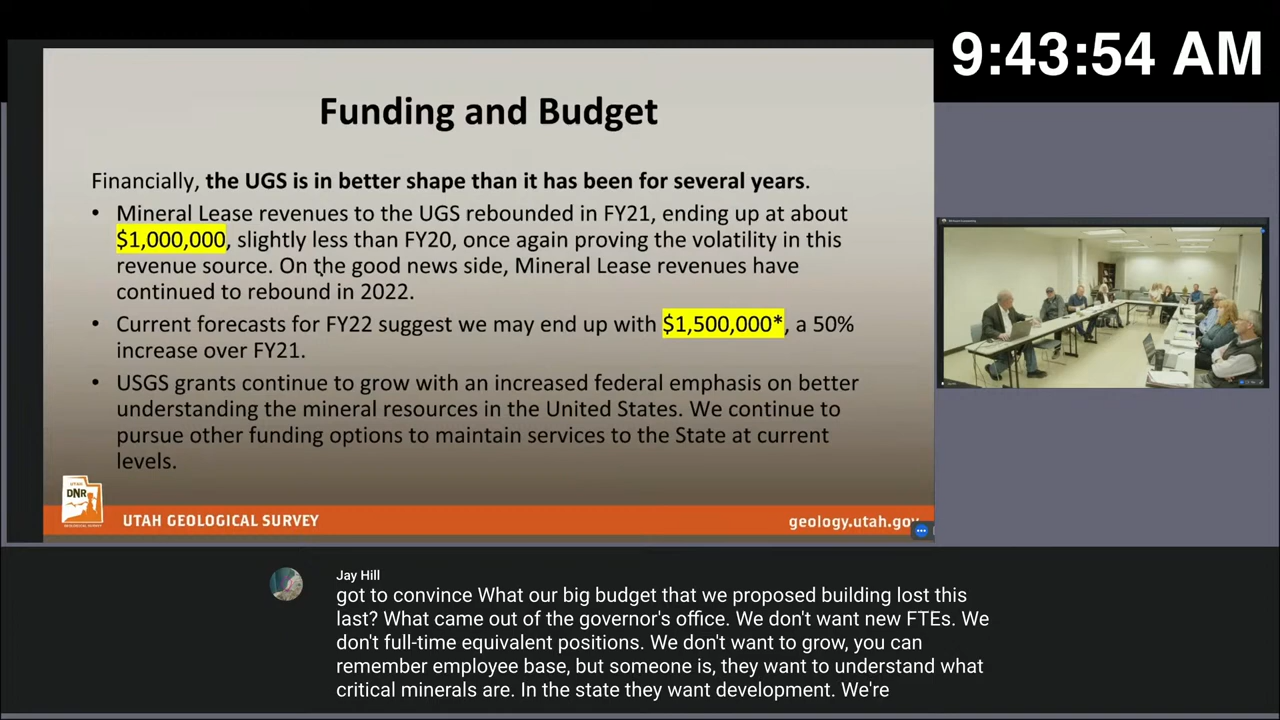 9:43:54 AM
Funding and Budget
Financially, the UGS is in better shape than it has been for several years.
• Mineral Lease revenues to the UGS rebounded in FY21, ending up at about
$1,000,000, slightly less than FY20, once again proving the volatility in this
revenue source. On the good news side, Mineral Lease revenues have
continued to rebound in 2022.
• Current forecasts for FY22 suggest we may end up with $1,500,000*, a 50%
increase over FY21.
• USGS grants continue to grow with an increased federal emphasis on better
understanding the mineral resources in the United States. We continue to
pursue other funding options to maintain services to the State at current
levels.
UTAH
DNR
UTAH GEOLOGICAL SURVEY
geology.utah.gov
Jay Hill
got to convince What our big budget that we proposed building lost this
last? What came out of the governor's office. We don't want new FTEs. We
don't full-time equivalent positions. We don't want to grow, you can
remember employee base, but someone is, they want to understand what
critical minerals are. In the state they want development. We're